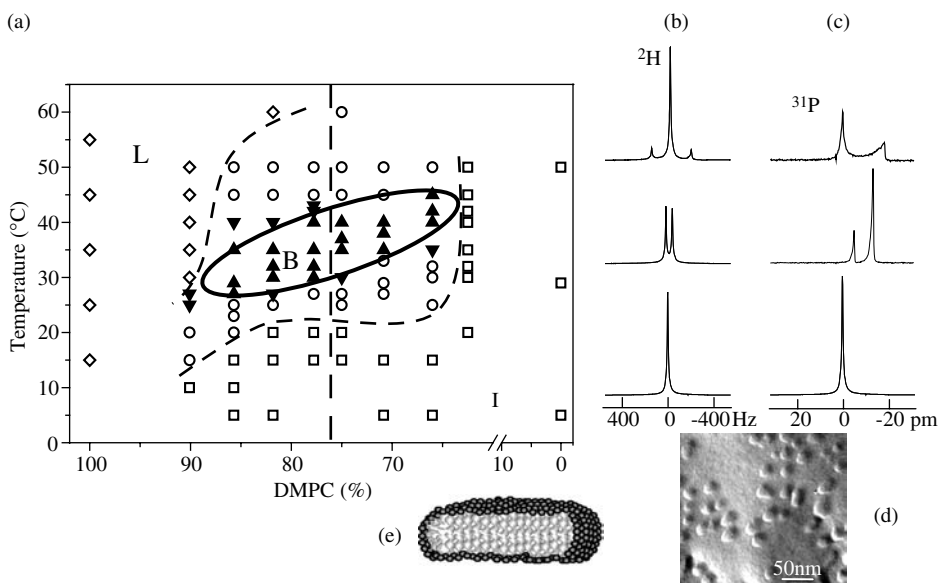 (a)
(b)
(c)
²H
³¹P
Temperature (°C)
60
50
40
30
20
10
0
L
B
I
100
90
80
70
10
0
DMPC (%)
400
0
-400
Hz
20
0
-20
pm
(e)
(d)
50nm